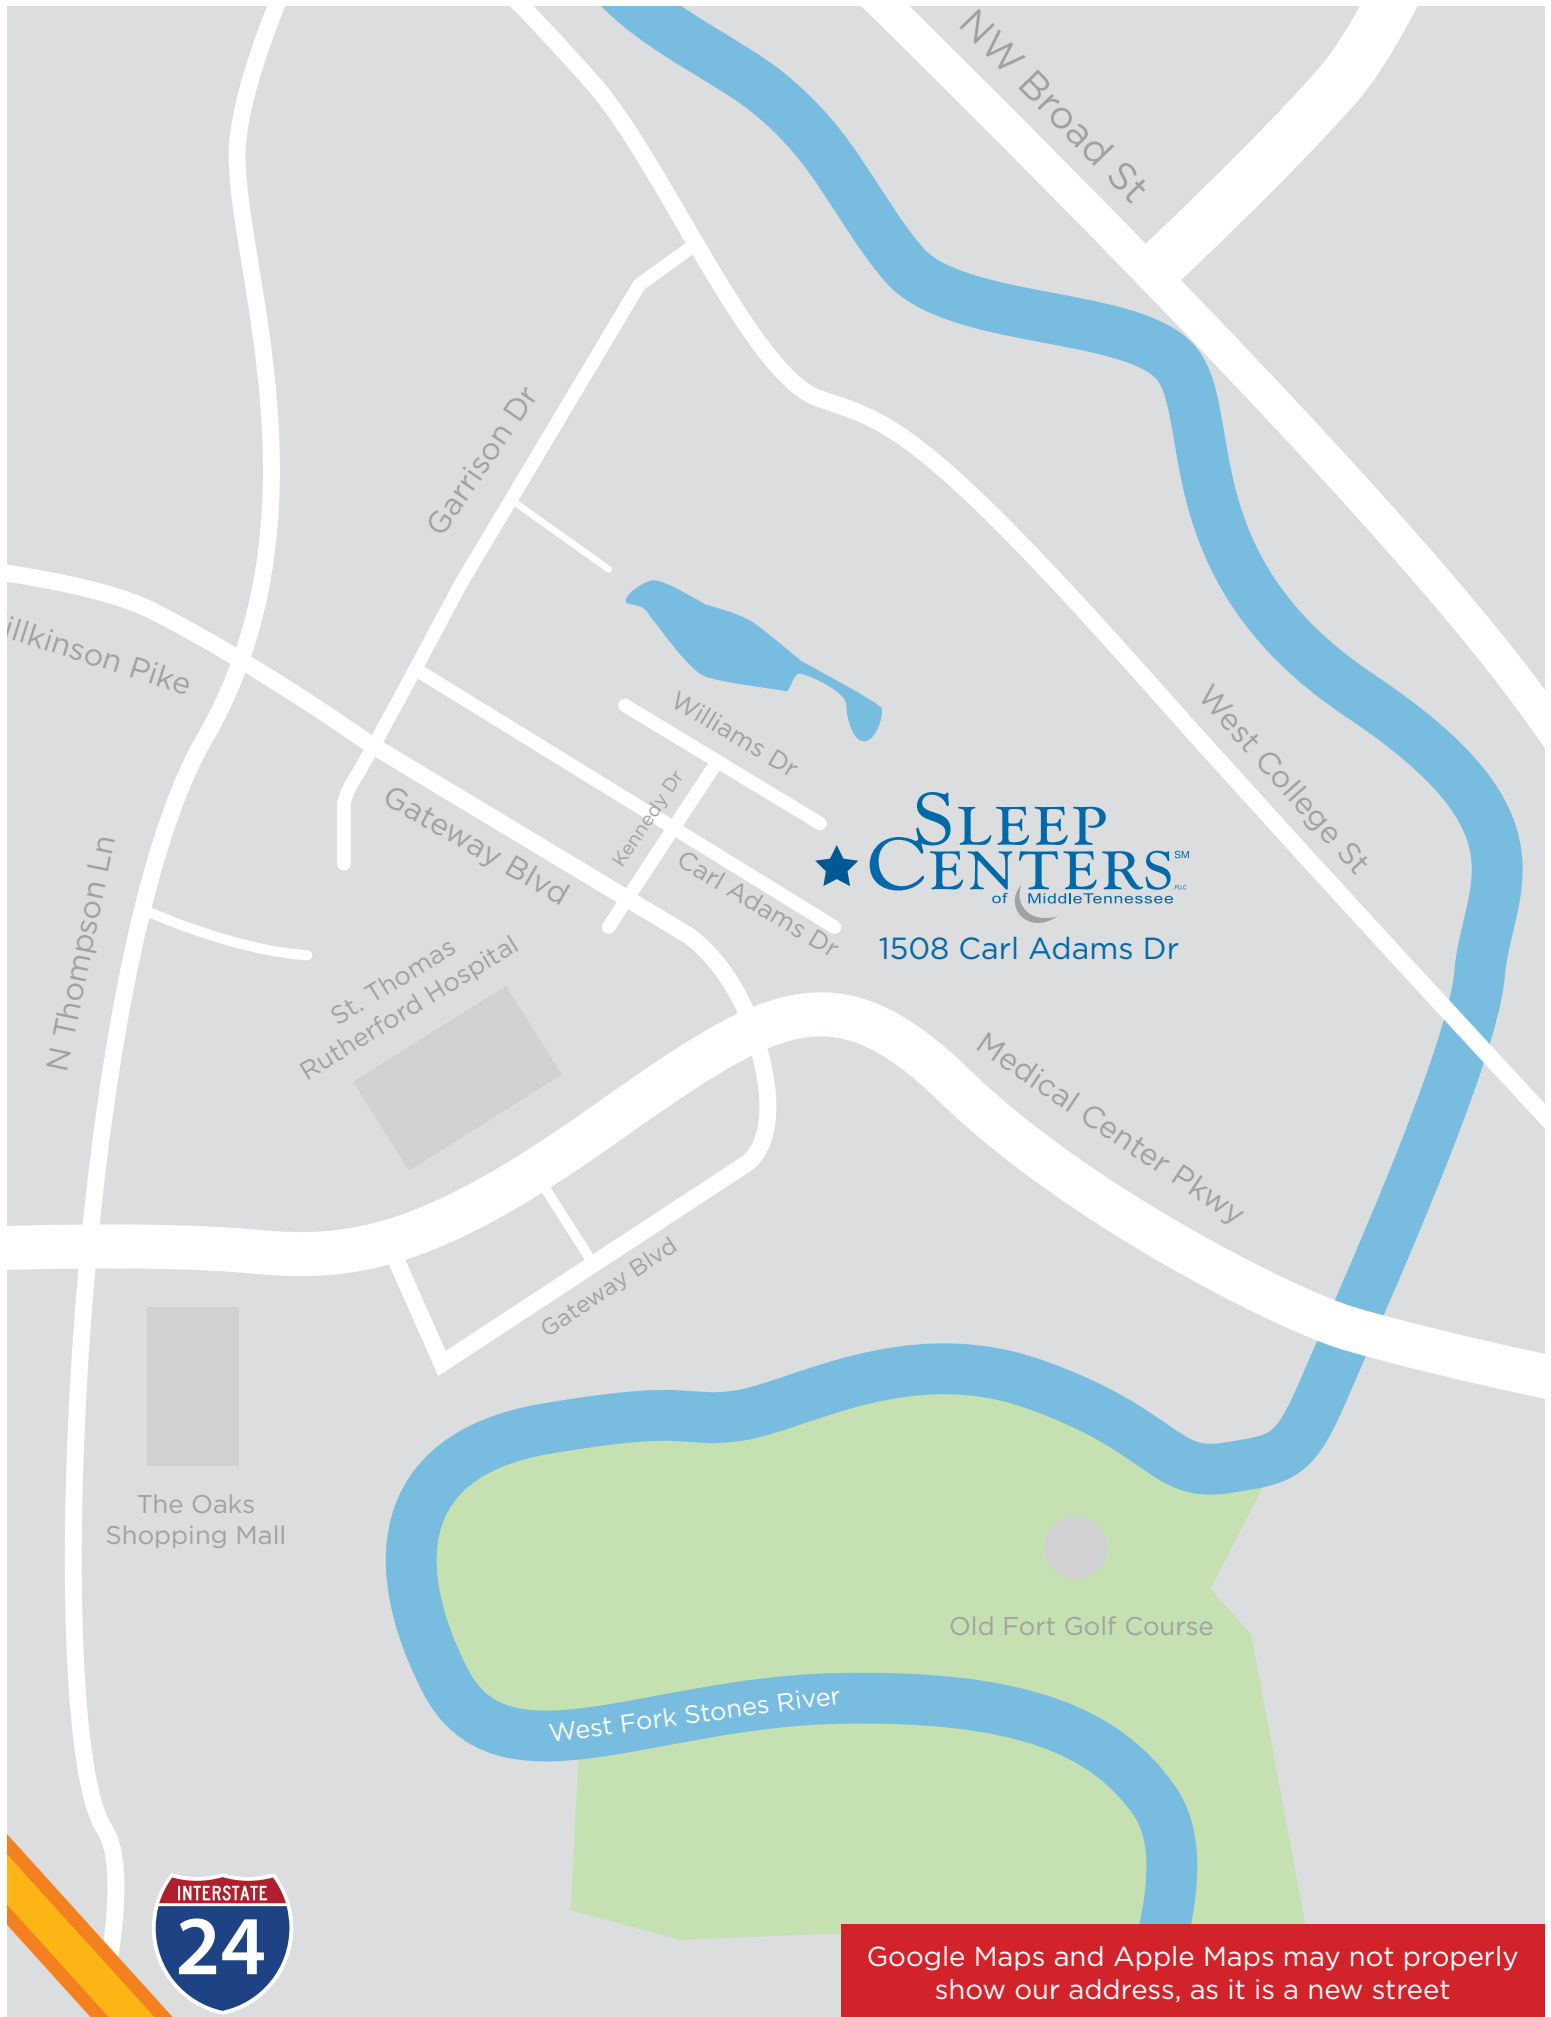 NW Broad St
Garrison Dr
illkinson Pike
Williams Dr
West College St
Kennedy Dr
Gateway Blvd
SLEEP
CENTERS SM
PLLC
of Middle Tennessee
1508 Carl Adams Dr
Carl Adams Dr
N Thompson Ln
St. Thomas
Rutherford Hospital
Medical Center Pkwy
Gateway Blvd
The Oaks
Shopping Mall
Old Fort Golf Course
West Fork Stones River
INTERSTATE
24
Google Maps and Apple Maps may not properly
show our address, as it is a new street